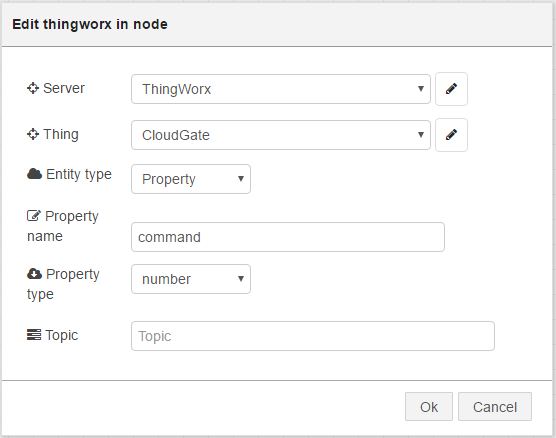 Edit thingworx in node
Server
ThingWorx
Thing
CloudGate
Entity type
Property
Property
name
command
Property
type
number
Topic
Topic
Ok
Cancel